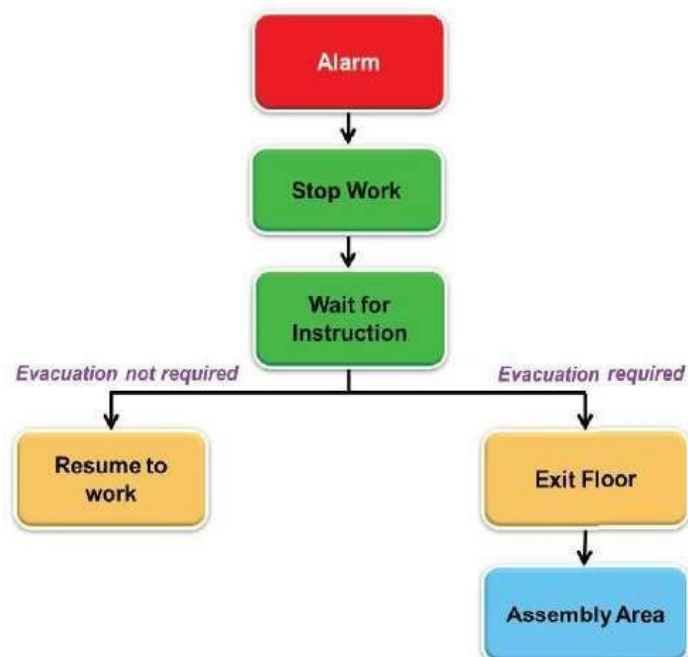 Alarm
Stop Work
Wait for
Instruction
Evacuation not required
Evacuation required
Resume to
work
Exit Floor
Assembly Area